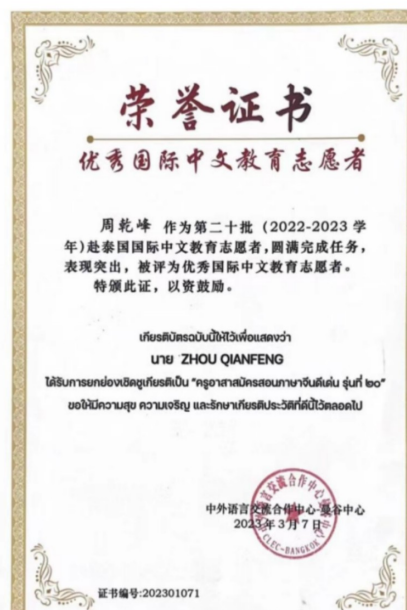 荣誉证书
优秀国际中文教育志愿者
周乾峰 作为第二十批（2022-2023 学
年)赴泰国国际中文教育志愿者，圆满完成任务，
表现突出，被评为优秀国际中文教育志愿者。
特颁此证，以资鼓励。
เกียรติบัตรฉบับนี้ให้ไว้เพื่อแสดงว่า
นาย ZHOU QIANFENG
ได้รับการยกย่องเชิดชูเกียรติเป็น “ครูอาสาสมัครสอนภาษาจีนดีเด่น รุ่นที่ ๒๐”
ขอให้มีความสุข ความเจริญ และรักษาเกียรติประวัติที่ดีนี้ไว้ตลอดไป
中外语言交流合作中心-曼谷中心
2023 年 3 月 7 日
CLEC-BANGKOK
证书编号:202301071